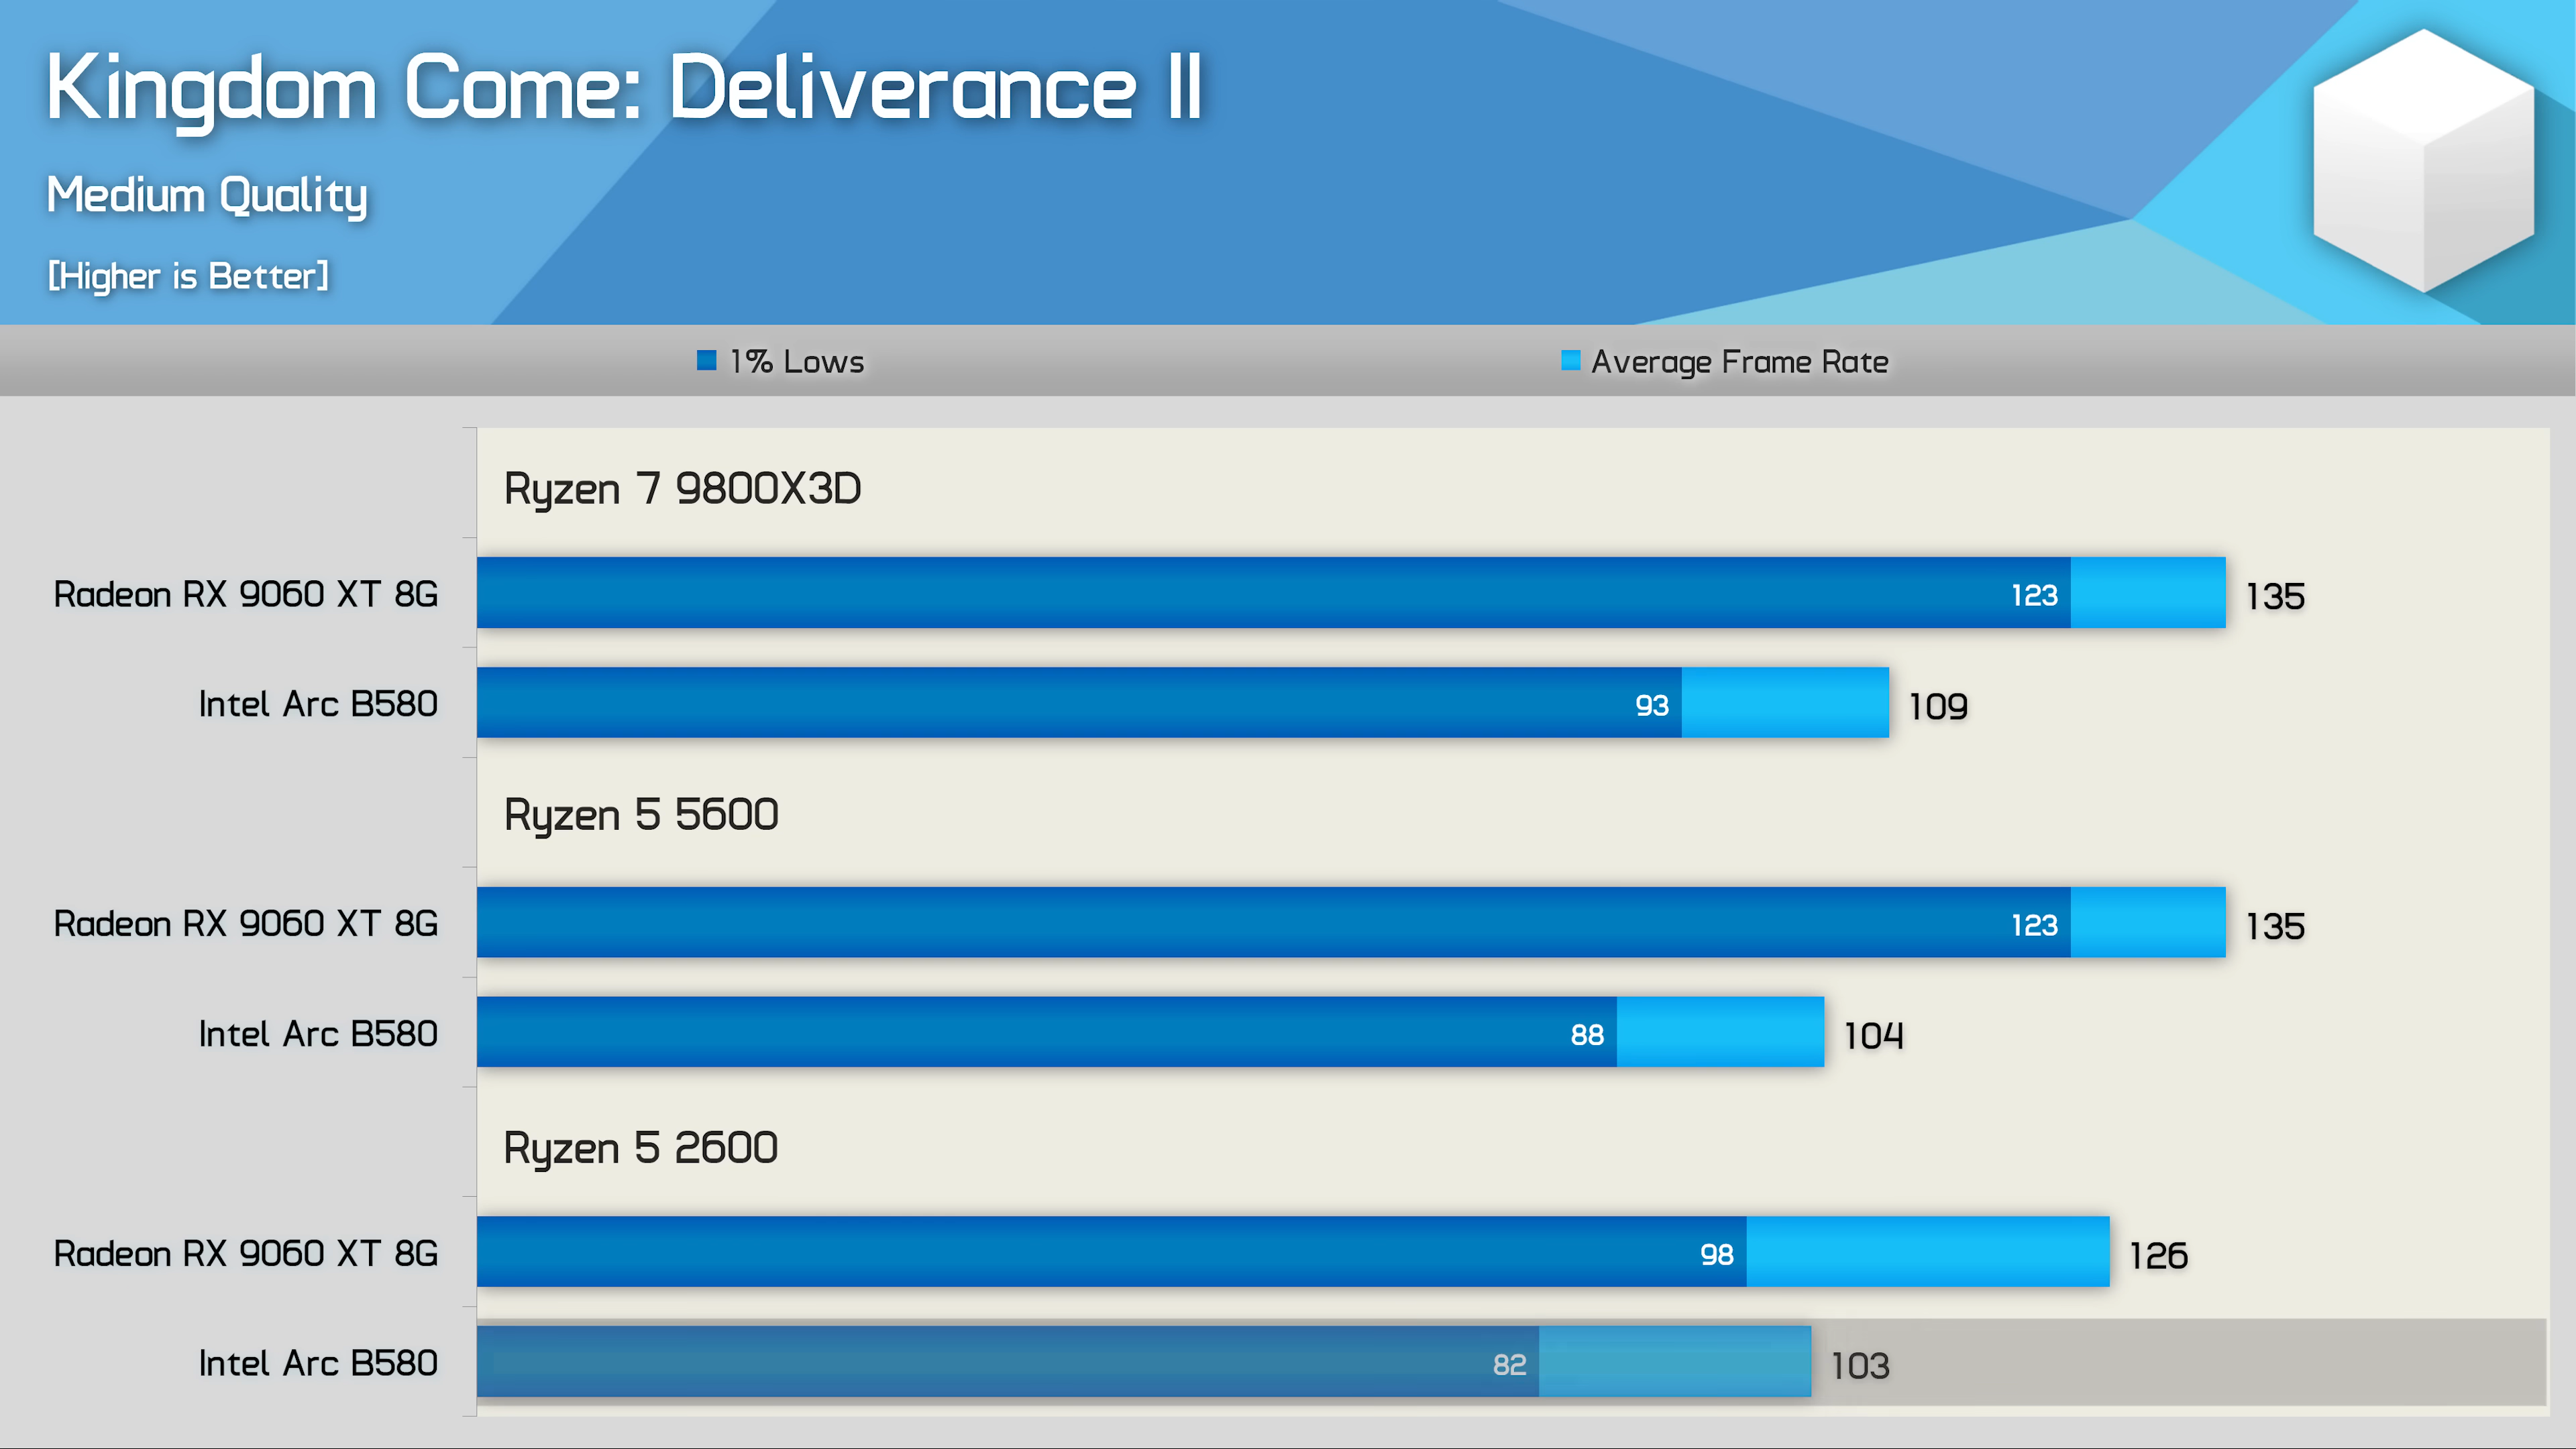 Kingdom Come: Deliverance II
Medium Quality
[Higher is Better]
1% Lows
Average Frame Rate
Ryzen 7 9800X3D
Radeon RX 9060 XT 8G 123 135
Intel Arc B580 93 109
Ryzen 5 5600
Radeon RX 9060 XT 8G 123 135
Intel Arc B580 88 104
Ryzen 5 2600
Radeon RX 9060 XT 8G 98 126
Intel Arc B580 82 103